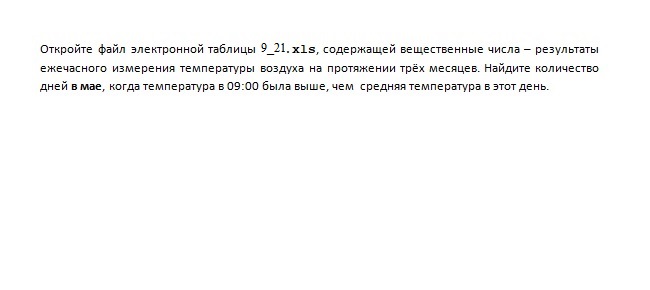 Откройте файл электронной таблицы 9_21.xls, содержащей вещественные числа – результаты
ежечасного измерения температуры воздуха на протяжении трёх месяцев. Найдите количество
дней в мае, когда температура в 09:00 была выше, чем средняя температура в этот день.